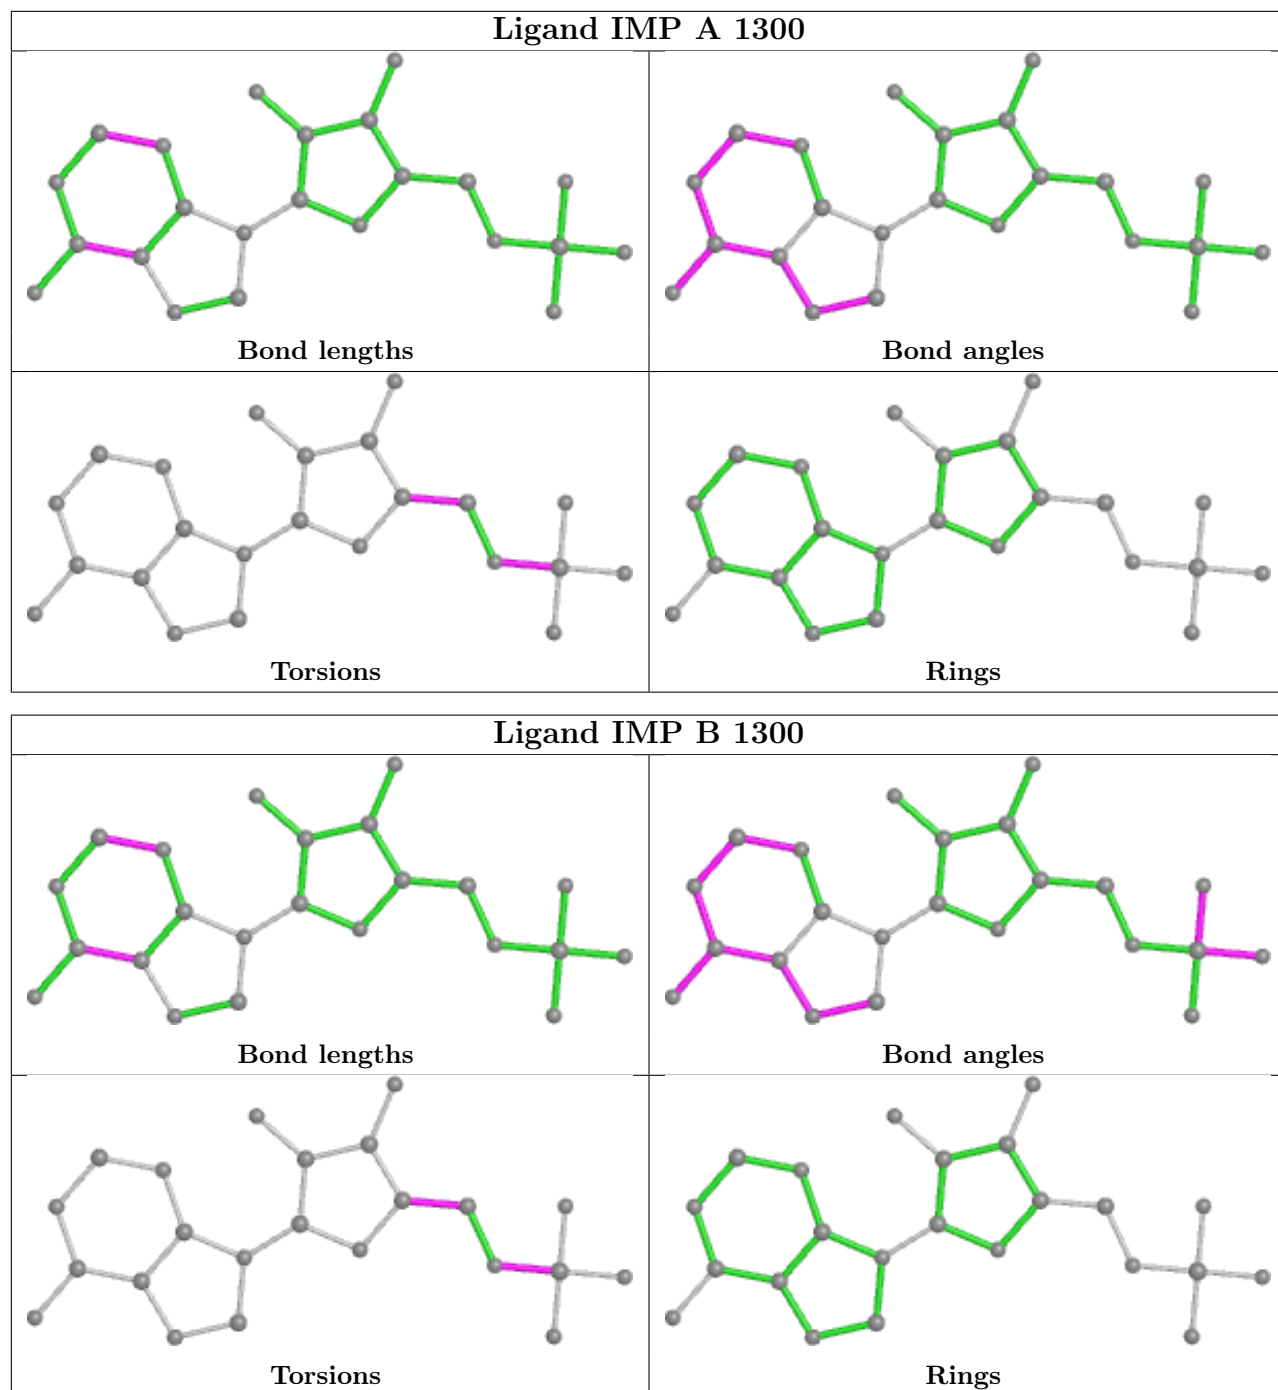 Ligand IMP A 1300
Bond lengths
Bond angles
Torsions
Rings
Ligand IMP B 1300
Bond lengths
Bond angles
Torsions
Rings